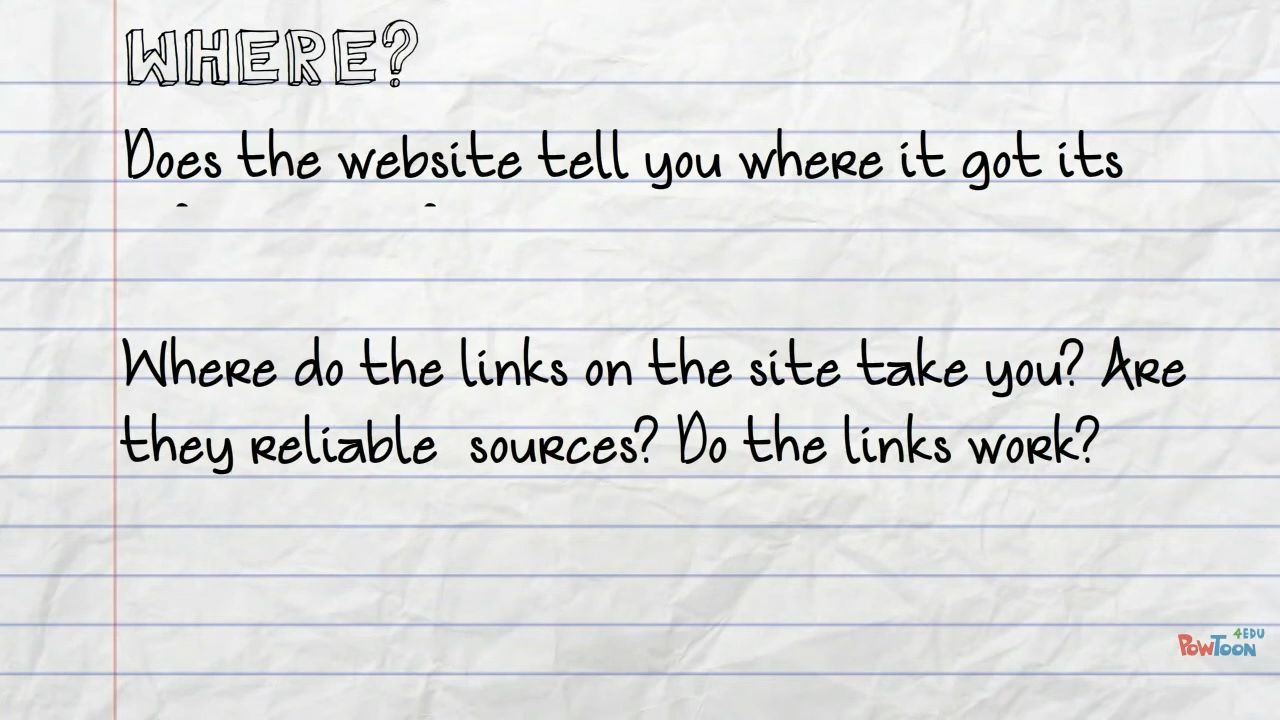 WHERE?
Does the website tell you where it got its
Where do the links on the site take you? Are
they reliable sources? Do the links work?
4EDU
PowToon